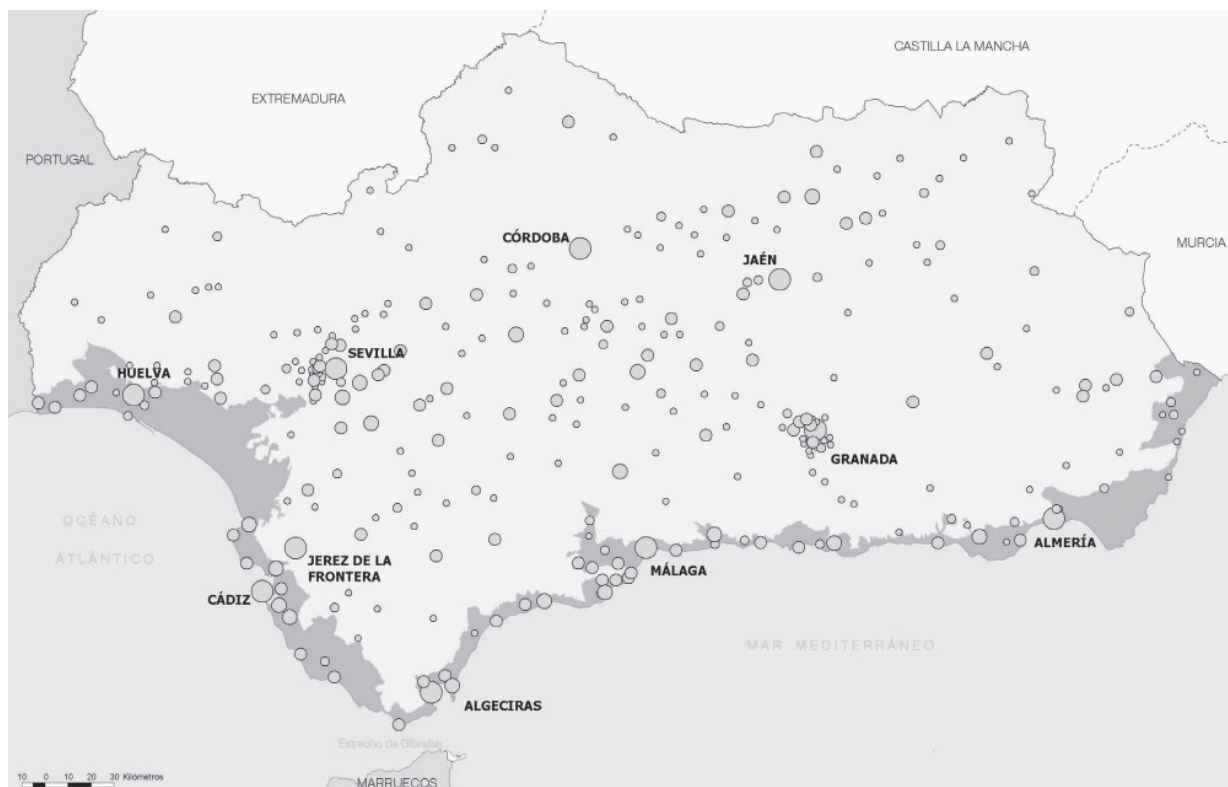 CASTILLA LA MANCHA
EXTREMADURA
PORTUGAL
MURCIA
CÓRDOBA
JAÉN
SEVILLA
HUELVA
GRANADA
OCÉANO
ATLÁNTICO
JEREZ DE LA
FRONTERA
MÁLAGA
ALMERÍA
CÁDIZ
MAR MEDITERRÁNEO
ALGECIRAS
Estrecho de Gibraltar
10 0 10 20 30 Kilómetros
MARRUECOS